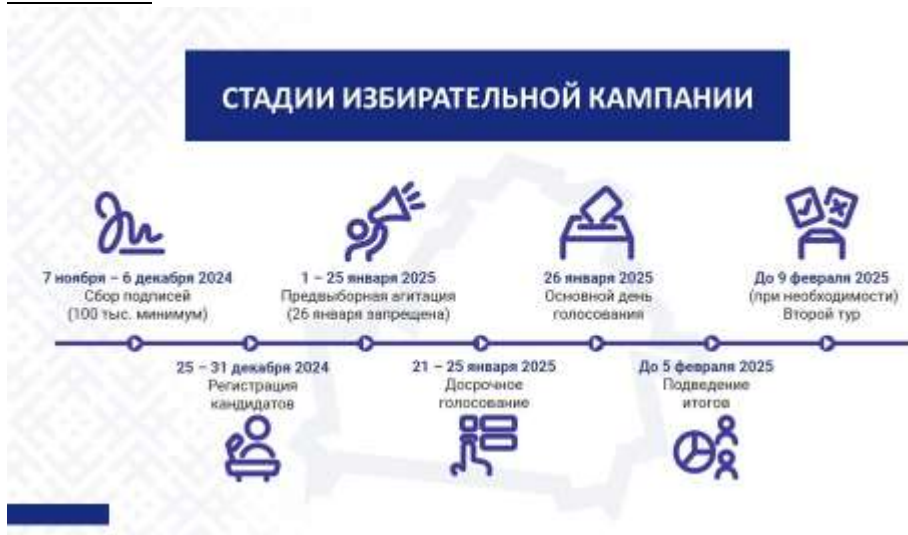 СТАДИИ ИЗБИРАТЕЛЬНОЙ КАМПАНИИ
7 ноября – 6 декабря 2024
Сбор подписей
(100 тыс. минимум)
25 – 31 декабря 2024
Регистрация
кандидатов
1 – 25 января 2025
Предвыборная агитация
(26 января запрещена)
21 – 25 января 2025
Досрочное
голосование
26 января 2025
Основной день
голосования
До 5 февраля 2025
Подведение
итогов
До 9 февраля 2025
(при необходимости)
Второй тур